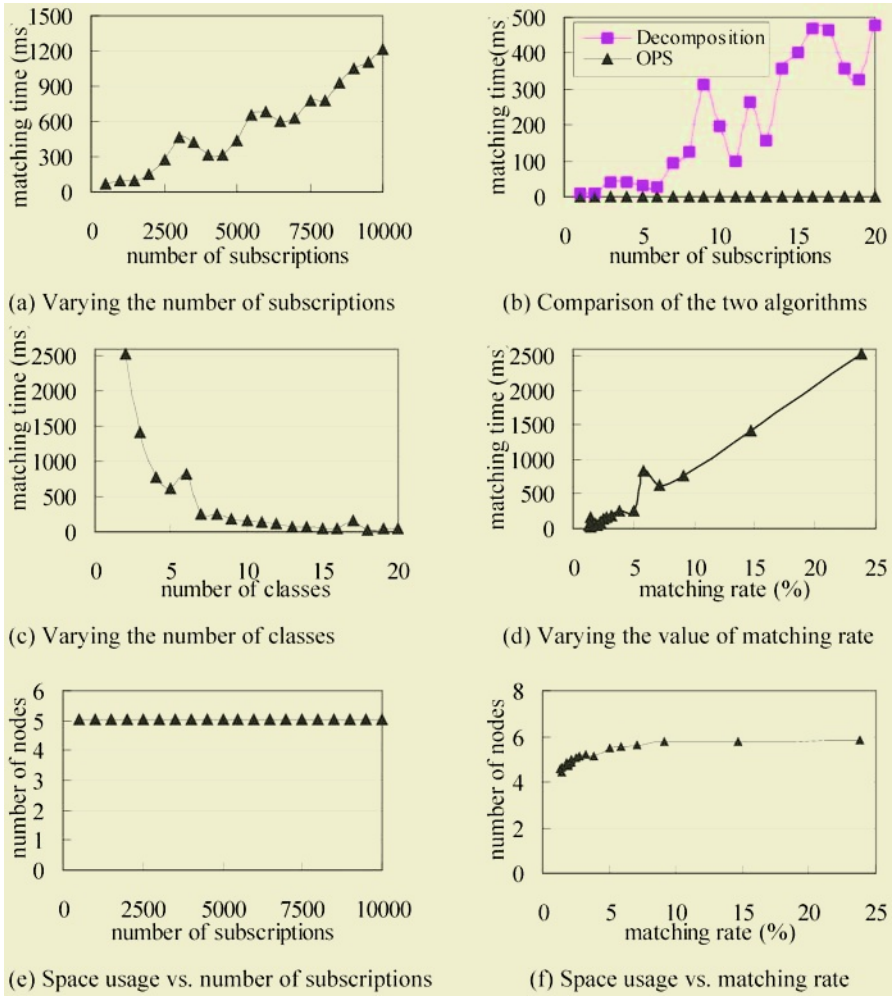 matching time (ms)
1500
1200
900
600
300
0
0 2500 5000 7500 10000
number of subscriptions
(a) Varying the number of subscriptions
matching time(ms)
500
400
300
200
100
0
Decomposition
OPS
0 5 10 15 20
number of subscriptions
(b) Comparison of the two algorithms
matching time (ms)
2500
2000
1500
1000
500
0
0 5 10 15 20
number of classes
(c) Varying the number of classes
matching time (ms)
2500
2000
1500
1000
500
0
0 5 10 15 20 25
matching rate (%)
(d) Varying the value of matching rate
number of nodes
6
5
4
3
2
1
0
0 2500 5000 7500 10000
number of subscriptions
(e) Space usage vs. number of subscriptions
number of nodes
8
6
4
2
0
0 5 10 15 20 25
matching rate (%)
(f) Space usage vs. matching rate